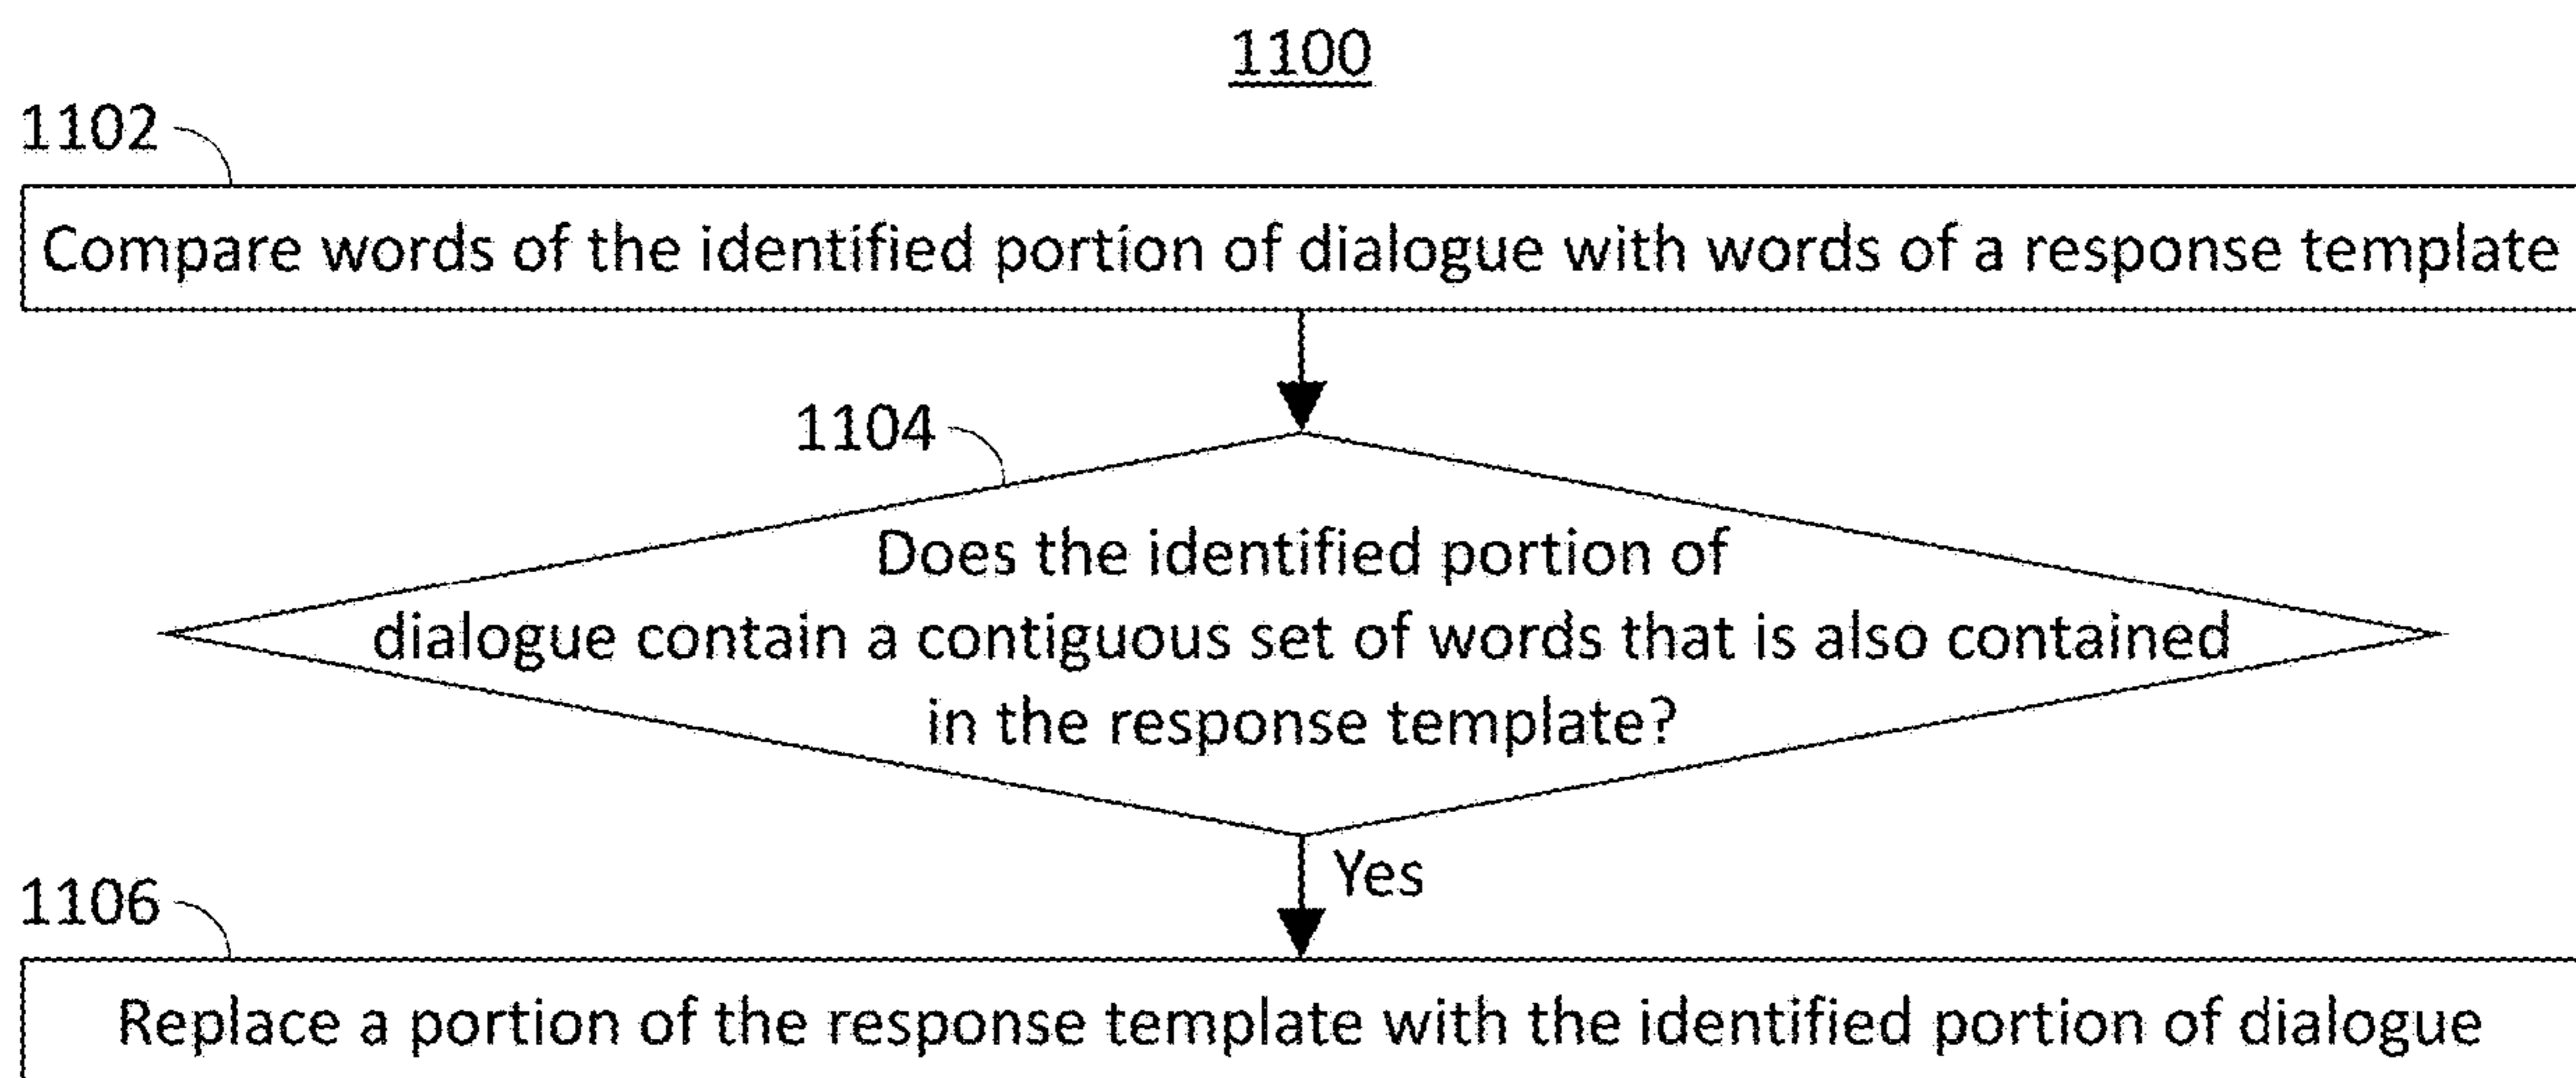 1100
1102
Compare words of the identified portion of dialogue with words of a response template
1104
Does the identified portion of
dialogue contain a contiguous set of words that is also contained
in the response template?
Yes
1106
Replace a portion of the response template with the identified portion of dialogue